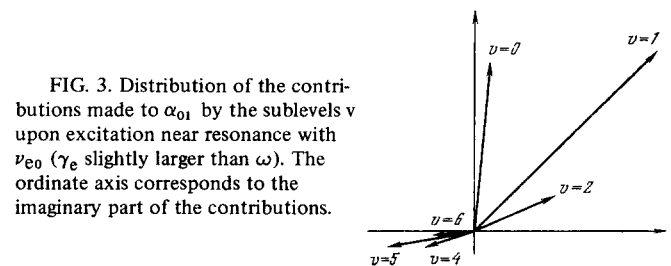 FIG. 3. Distribution of the contri-
butions made to α₀₁ by the sublevels v
upon excitation near resonance with
νₑ₀ (γₑ slightly larger than ω). The
ordinate axis corresponds to the
imaginary part of the contributions.
v=0
v=1
v=2
v=6
v=5
v=4